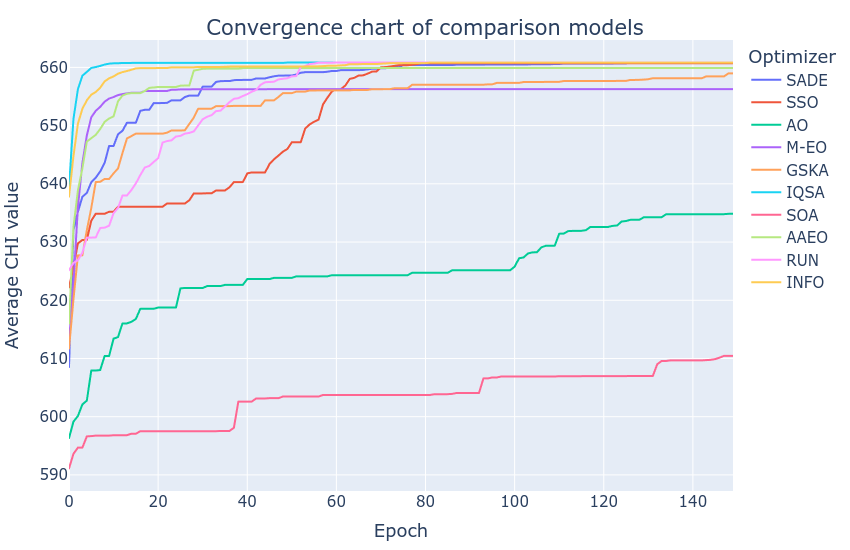 Convergence chart of comparison models
Average CHI value
660
650
640
630
620
610
600
590
0 20 40 60 80 100 120 140
Epoch
Optimizer
SADE
SSO
AO
M-EO
GSKA
IQSA
SOA
AAEO
RUN
INFO